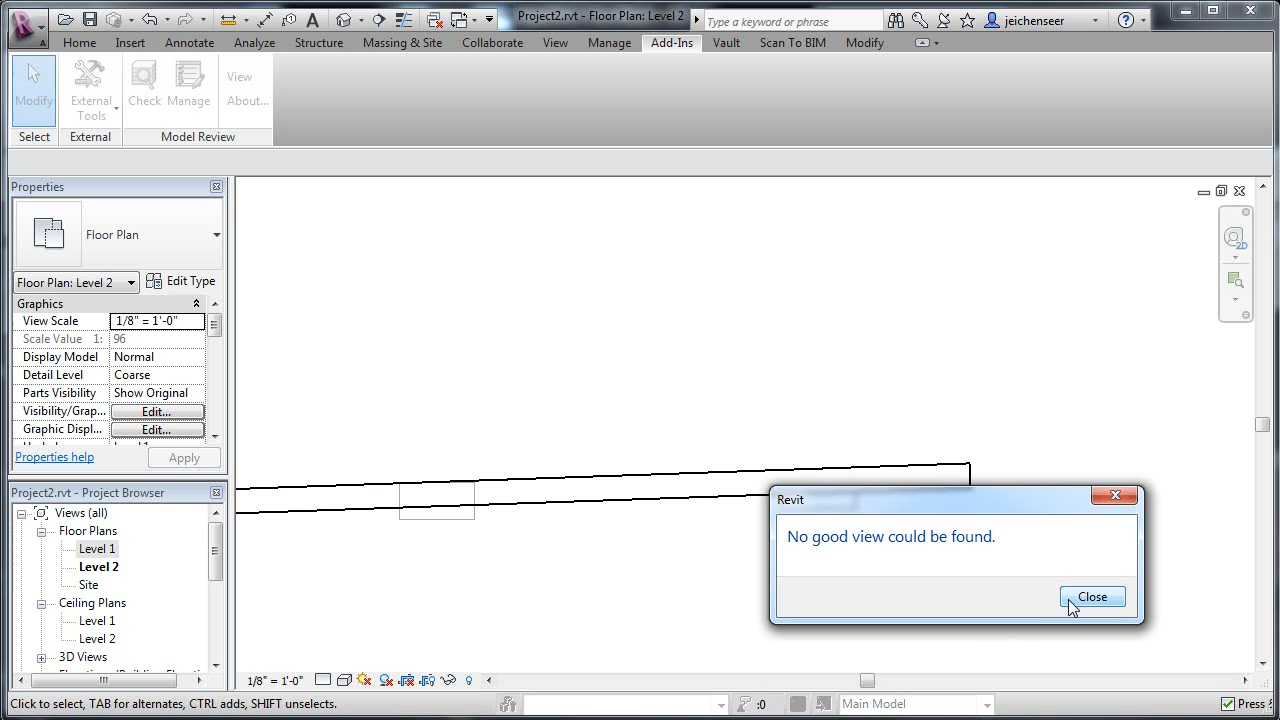 Project2.rvt - Floor Plan: Level 2
Type a keyword or phrase
jeichenseer
Home Insert Annotate Analyze Structure Massing & Site Collaborate View Manage Add-Ins Vault Scan To BIM Modify
Modify
External
Tools
Check
Manage
View
About...
Select
External
Model Review
Properties
Floor Plan
Floor Plan: Level 2
Edit Type
Graphics
View Scale 1/8" = 1'-0"
Scale Value 1: 96
Display Model Normal
Detail Level Coarse
Parts Visibility Show Original
Visibility/Grap... Edit...
Graphic Displ... Edit...
Properties help
Apply
Project2.rvt - Project Browser
Views (all)
Floor Plans
Level 1
Level 2
Site
Ceiling Plans
Level 1
Level 2
3D Views
2D
Revit
No good view could be found.
Close
1/8" = 1'-0"
Click to select, TAB for alternates, CTRL adds, SHIFT unselects.
:0
Main Model
Press